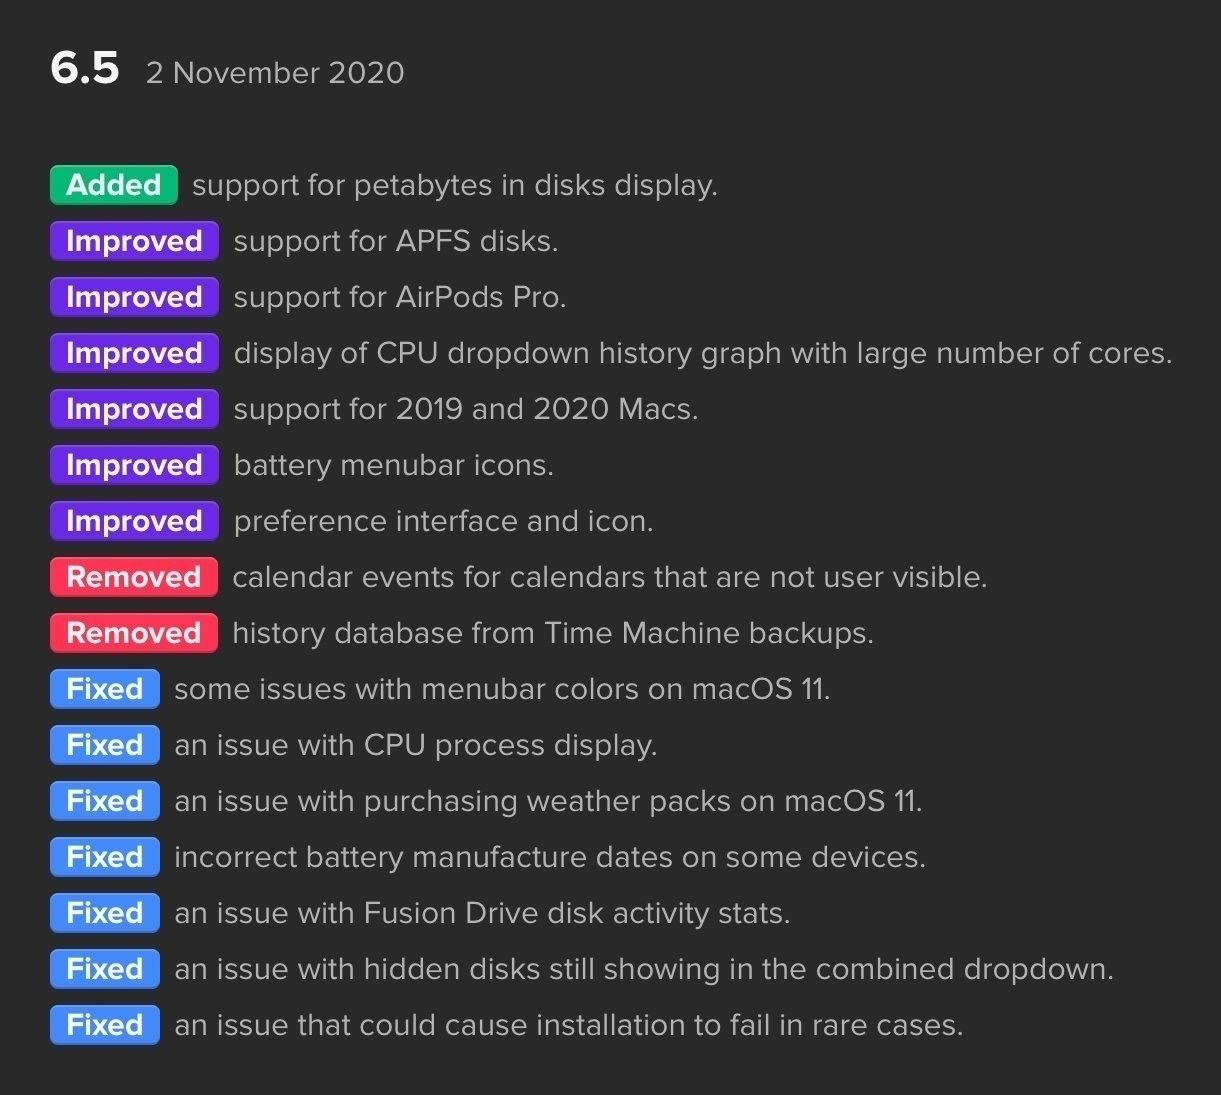 6.5 2 November 2020
Added support for petabytes in disks display.
Improved support for APFS disks.
Improved support for AirPods Pro.
Improved display of CPU dropdown history graph with large number of cores.
Improved support for 2019 and 2020 Macs.
Improved battery menubar icons.
Improved preference interface and icon.
Removed calendar events for calendars that are not user visible.
Removed history database from Time Machine backups.
Fixed some issues with menubar colors on macOS 11.
Fixed an issue with CPU process display.
Fixed an issue with purchasing weather packs on macOS 11.
Fixed incorrect battery manufacture dates on some devices.
Fixed an issue with Fusion Drive disk activity stats.
Fixed an issue with hidden disks still showing in the combined dropdown.
Fixed an issue that could cause installation to fail in rare cases.